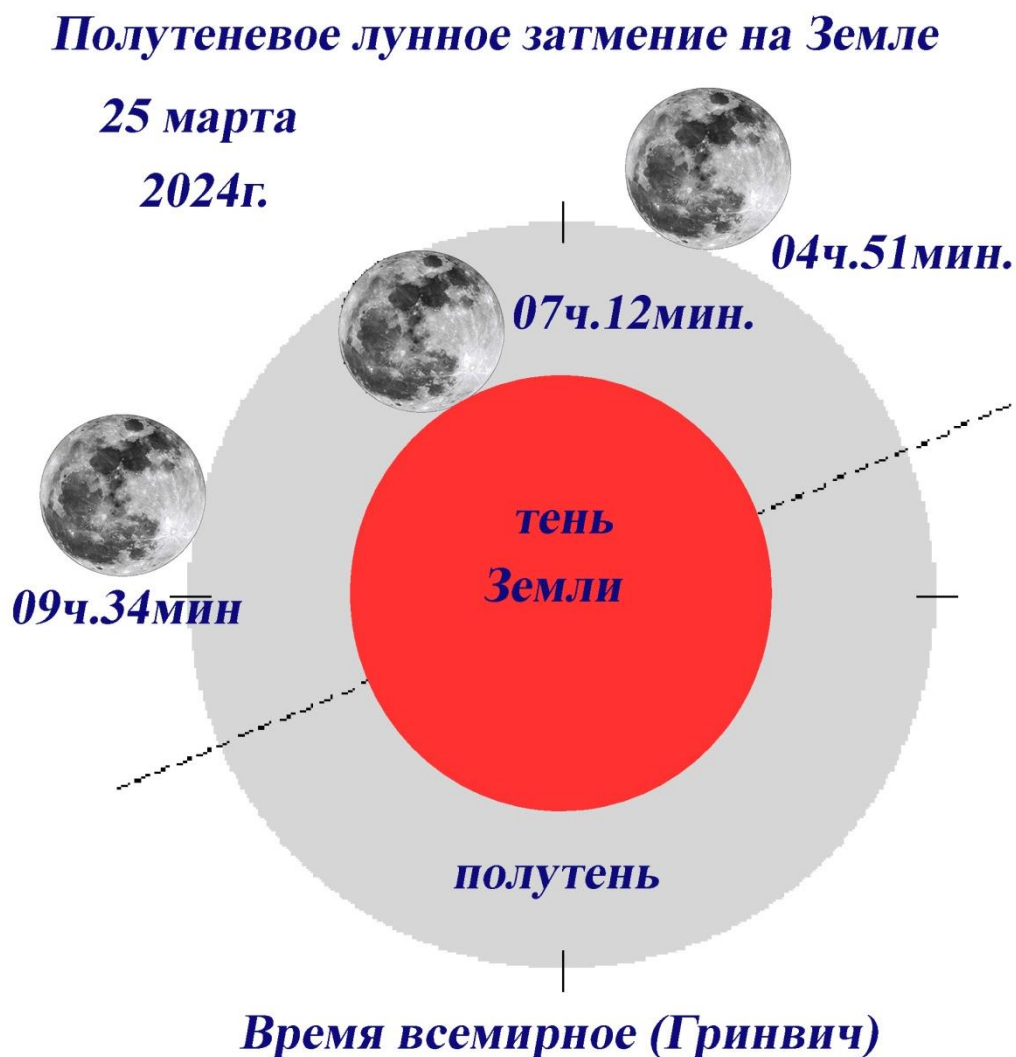 Полутеневое лунное затмение на Земле
25 марта
2024г.
04ч.51мин.
07ч.12мин.
тень
Земли
09ч.34мин
полутень
Время всемирное (Гринвич)